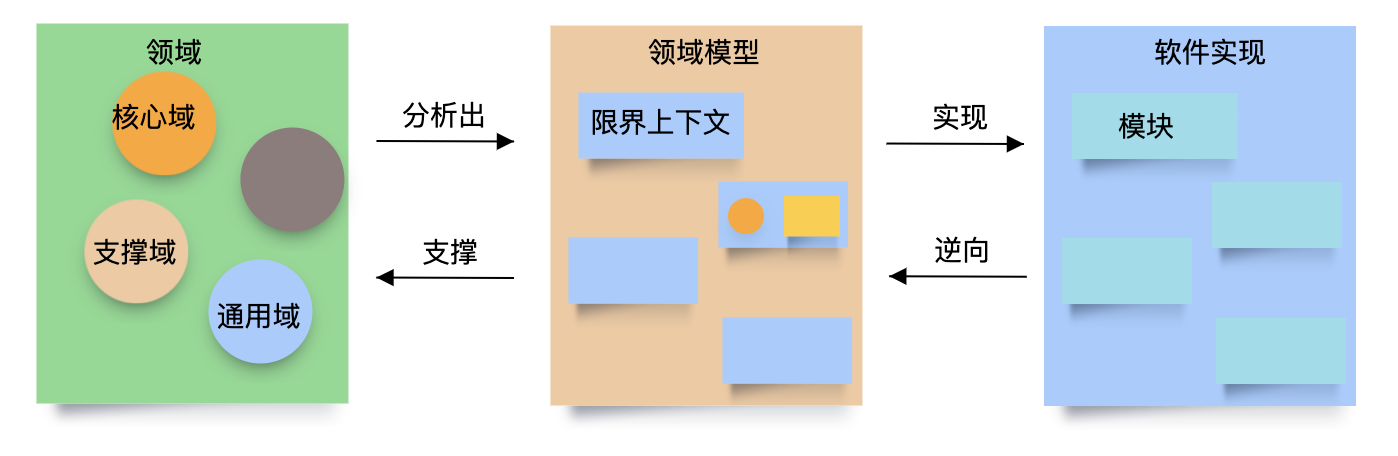 领域
核心域
支撑域
通用域
分析出
支撑
领域模型
限界上下文
实现
逆向
软件实现
模块